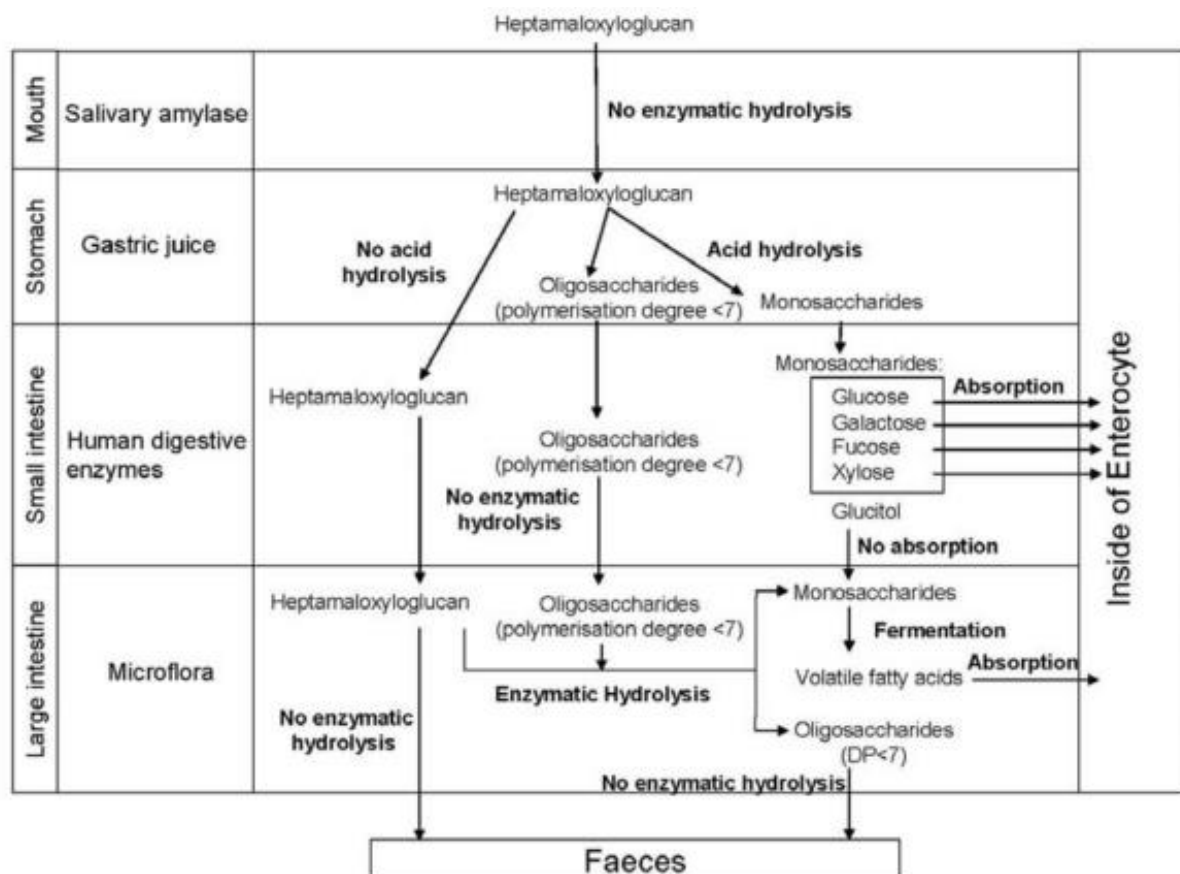 Heptamaloxyloglucan
Mouth
Salivary amylase
No enzymatic hydrolysis
Stomach
Gastric juice
Heptamaloxyloglucan
No acid
hydrolysis
Acid hydrolysis
Oligosaccharides
(polymerisation degree <7)
Monosaccharides
Small intestine
Human digestive
enzymes
Heptamaloxyloglucan
Oligosaccharides
(polymerisation degree <7)
No enzymatic
hydrolysis
Monosaccharides:
Glucose
Galactose
Fucose
Xylose
Absorption
Glucitol
No absorption
Large intestine
Microflora
Heptamaloxyloglucan
Oligosaccharides
(polymerisation degree <7)
Enzymatic Hydrolysis
No enzymatic
hydrolysis
Monosaccharides
Fermentation
Volatile fatty acids
Absorption
Oligosaccharides
(DP<7)
No enzymatic hydrolysis
Inside of Enterocyte
Faeces